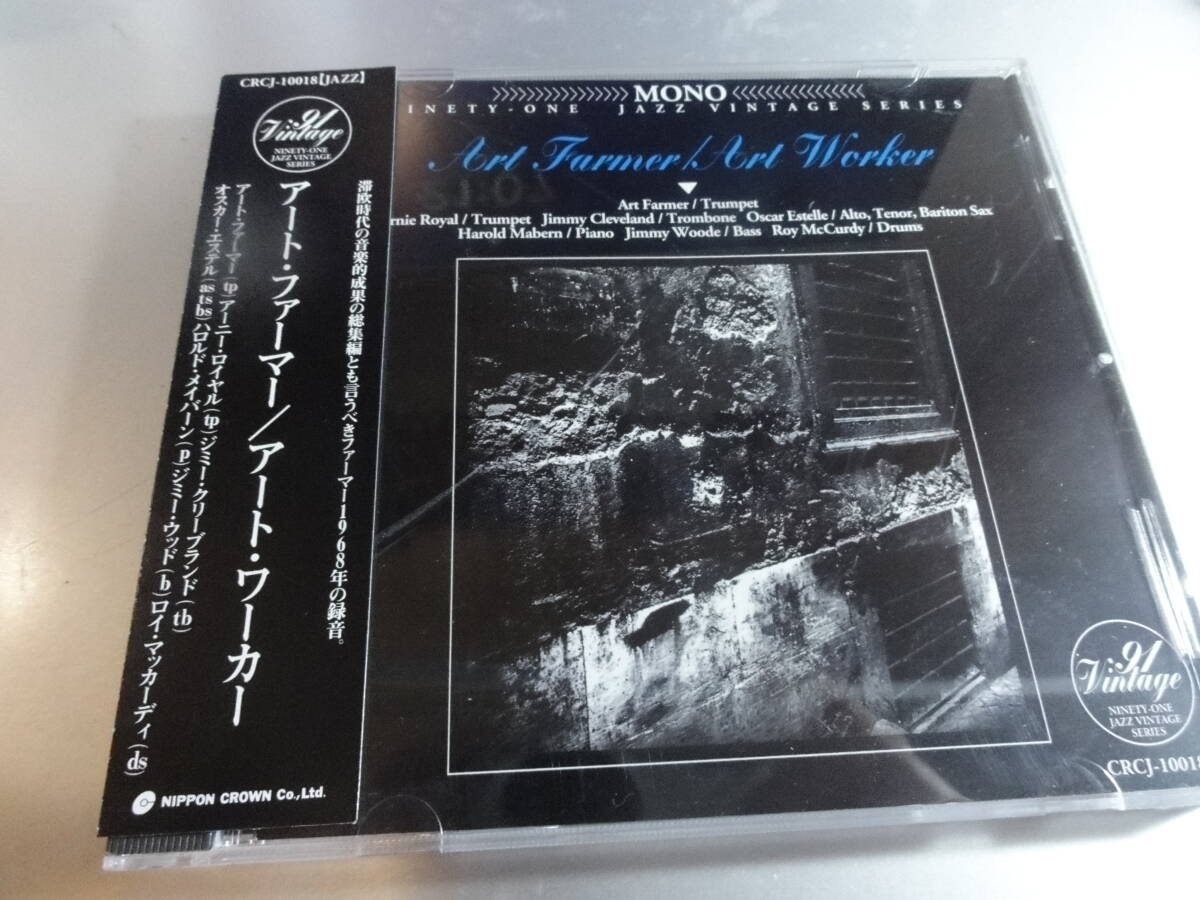 CRCJ-10018【JAZZ】
'91
Vintage
NINETY-ONE
JAZZ VINTAGE
SERIES
滞欧時代の音楽的成果の総集編とも言うべきファーマー1968年の録音。
アート・ファーマー/アート・ワーカー
アート・ファーマー(tp)アーニー・ロイヤル(tp)ジミー・クリーブランド(tb)
オスカー・エステル(as ts bs)ハロルド・メイバーン(p)ジミー・ウッド(b)ロイ・マッカーディ(ds)
NIPPON CROWN Co.,Ltd.
MONO
INETY-ONE JAZZ VINTAGE SERIES
Art Farmer/Art Worker
Art Farmer / Trumpet
rnie Royal / Trumpet Jimmy Cleveland / Trombone Oscar Estelle / Alto, Tenor, Bariton Sax
Harold Mabern / Piano Jimmy Woode / Bass Roy McCurdy / Drums
'91
Vintage
NINETY-ONE
JAZZ VINTAGE
SERIES
CRCJ-10018